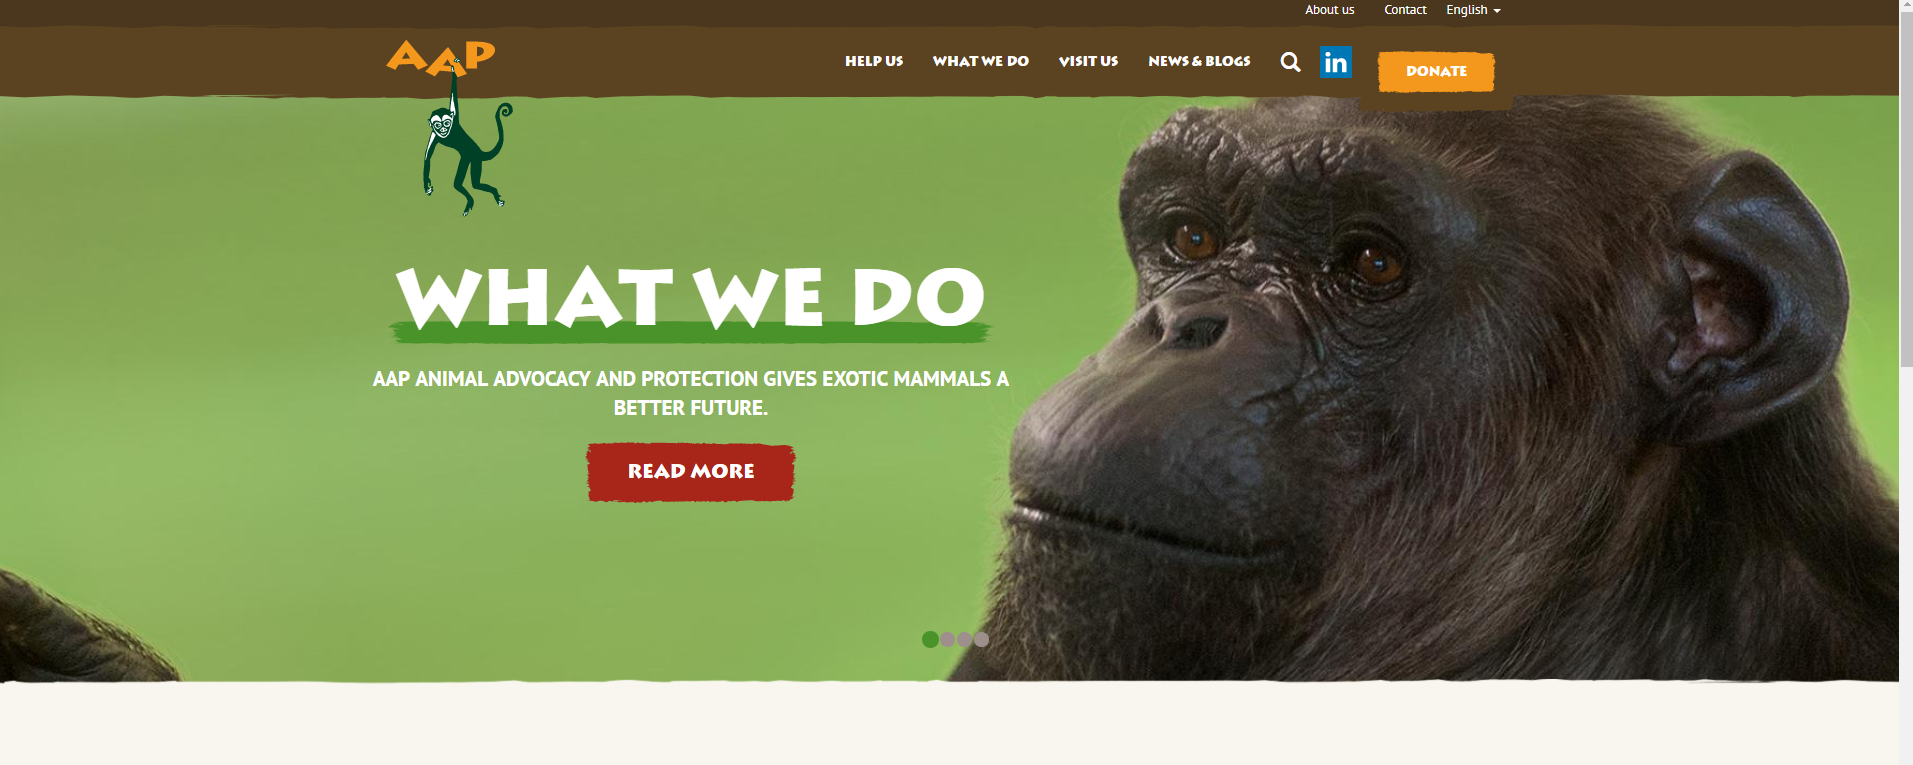 About us Contact English
AAP
HELP US WHAT WE DO VISIT US NEWS & BLOGS in DONATE
WHAT WE DO
AAP ANIMAL ADVOCACY AND PROTECTION GIVES EXOTIC MAMMALS A
BETTER FUTURE.
READ MORE